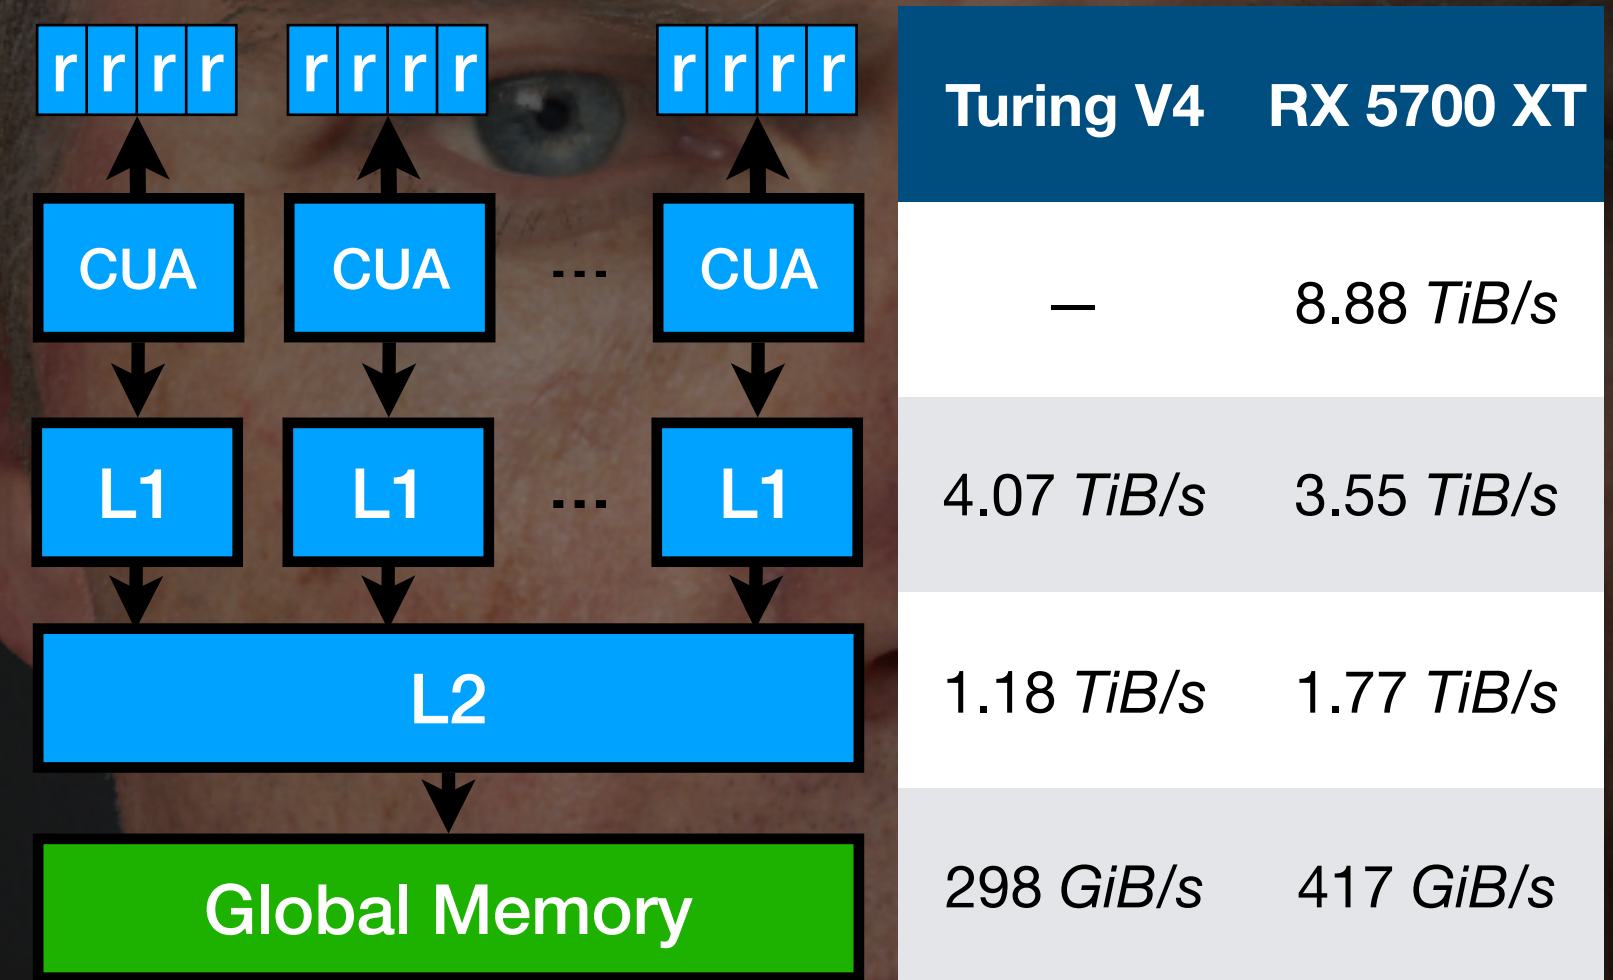 r r r r r r r r r r r r
Turing V4 RX 5700 XT
CUA CUA ... CUA
— 8.88 TiB/s
L1 L1 ... L1
4.07 TiB/s 3.55 TiB/s
L2
1.18 TiB/s 1.77 TiB/s
Global Memory
298 GiB/s 417 GiB/s